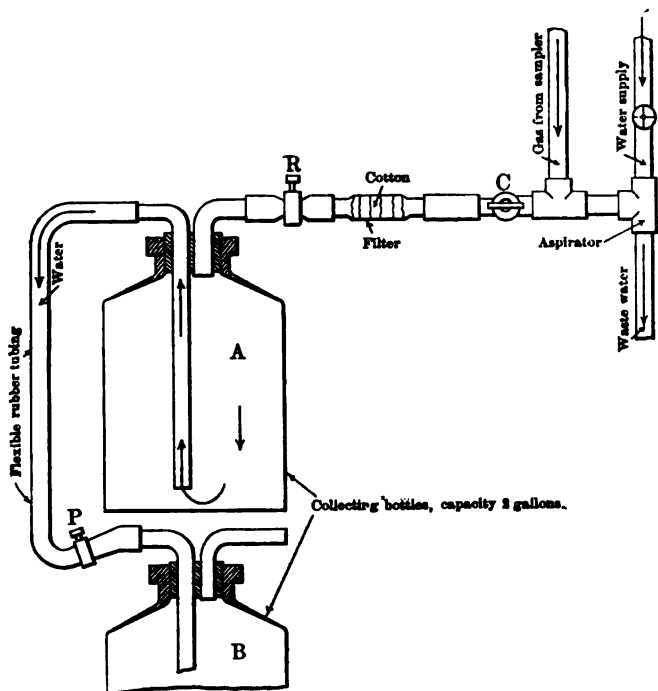 Gas from sampler
Water supply
R
Cotton
C
Filter
Aspirator
Waste water
Water
Flexible rubber tubing
A
P
Collecting bottles, capacity 2 gallons.
B